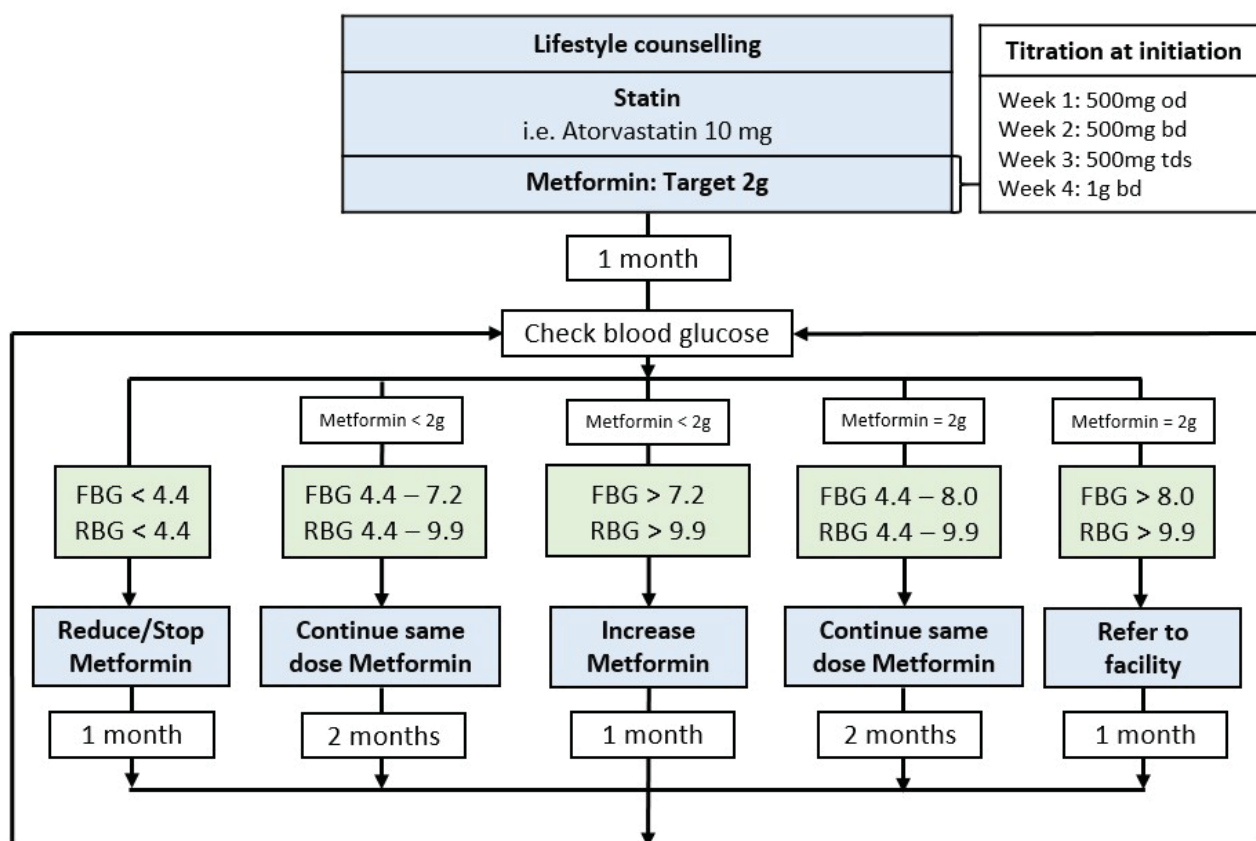 Lifestyle counselling
Statin
i.e. Atorvastatin 10 mg
Metformin: Target 2g
Titration at initiation
Week 1: 500mg od
Week 2: 500mg bd
Week 3: 500mg tds
Week 4: 1g bd
1 month
Check blood glucose
Metformin < 2g
Metformin < 2g
Metformin = 2g
Metformin = 2g
FBG < 4.4
RBG < 4.4
FBG 4.4 – 7.2
RBG 4.4 – 9.9
FBG > 7.2
RBG > 9.9
FBG 4.4 – 8.0
RBG 4.4 – 9.9
FBG > 8.0
RBG > 9.9
Reduce/Stop
Metformin
Continue same
dose Metformin
Increase
Metformin
Continue same
dose Metformin
Refer to
facility
1 month
2 months
1 month
2 months
1 month